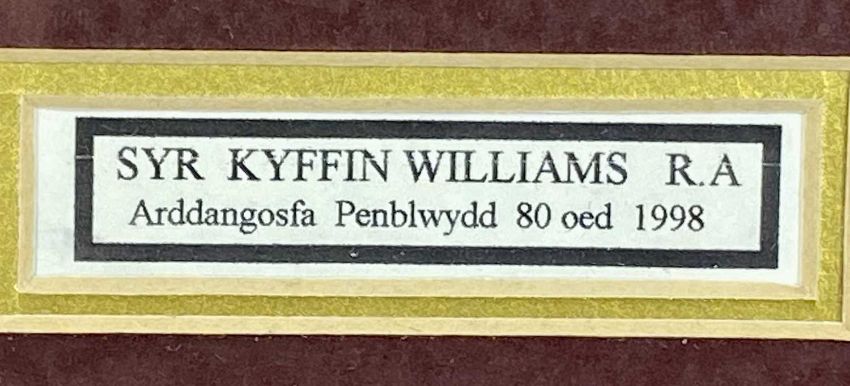 SYR KYFFIN WILLIAMS R.A
Arddangosfa Penblwydd 80 oed 1998